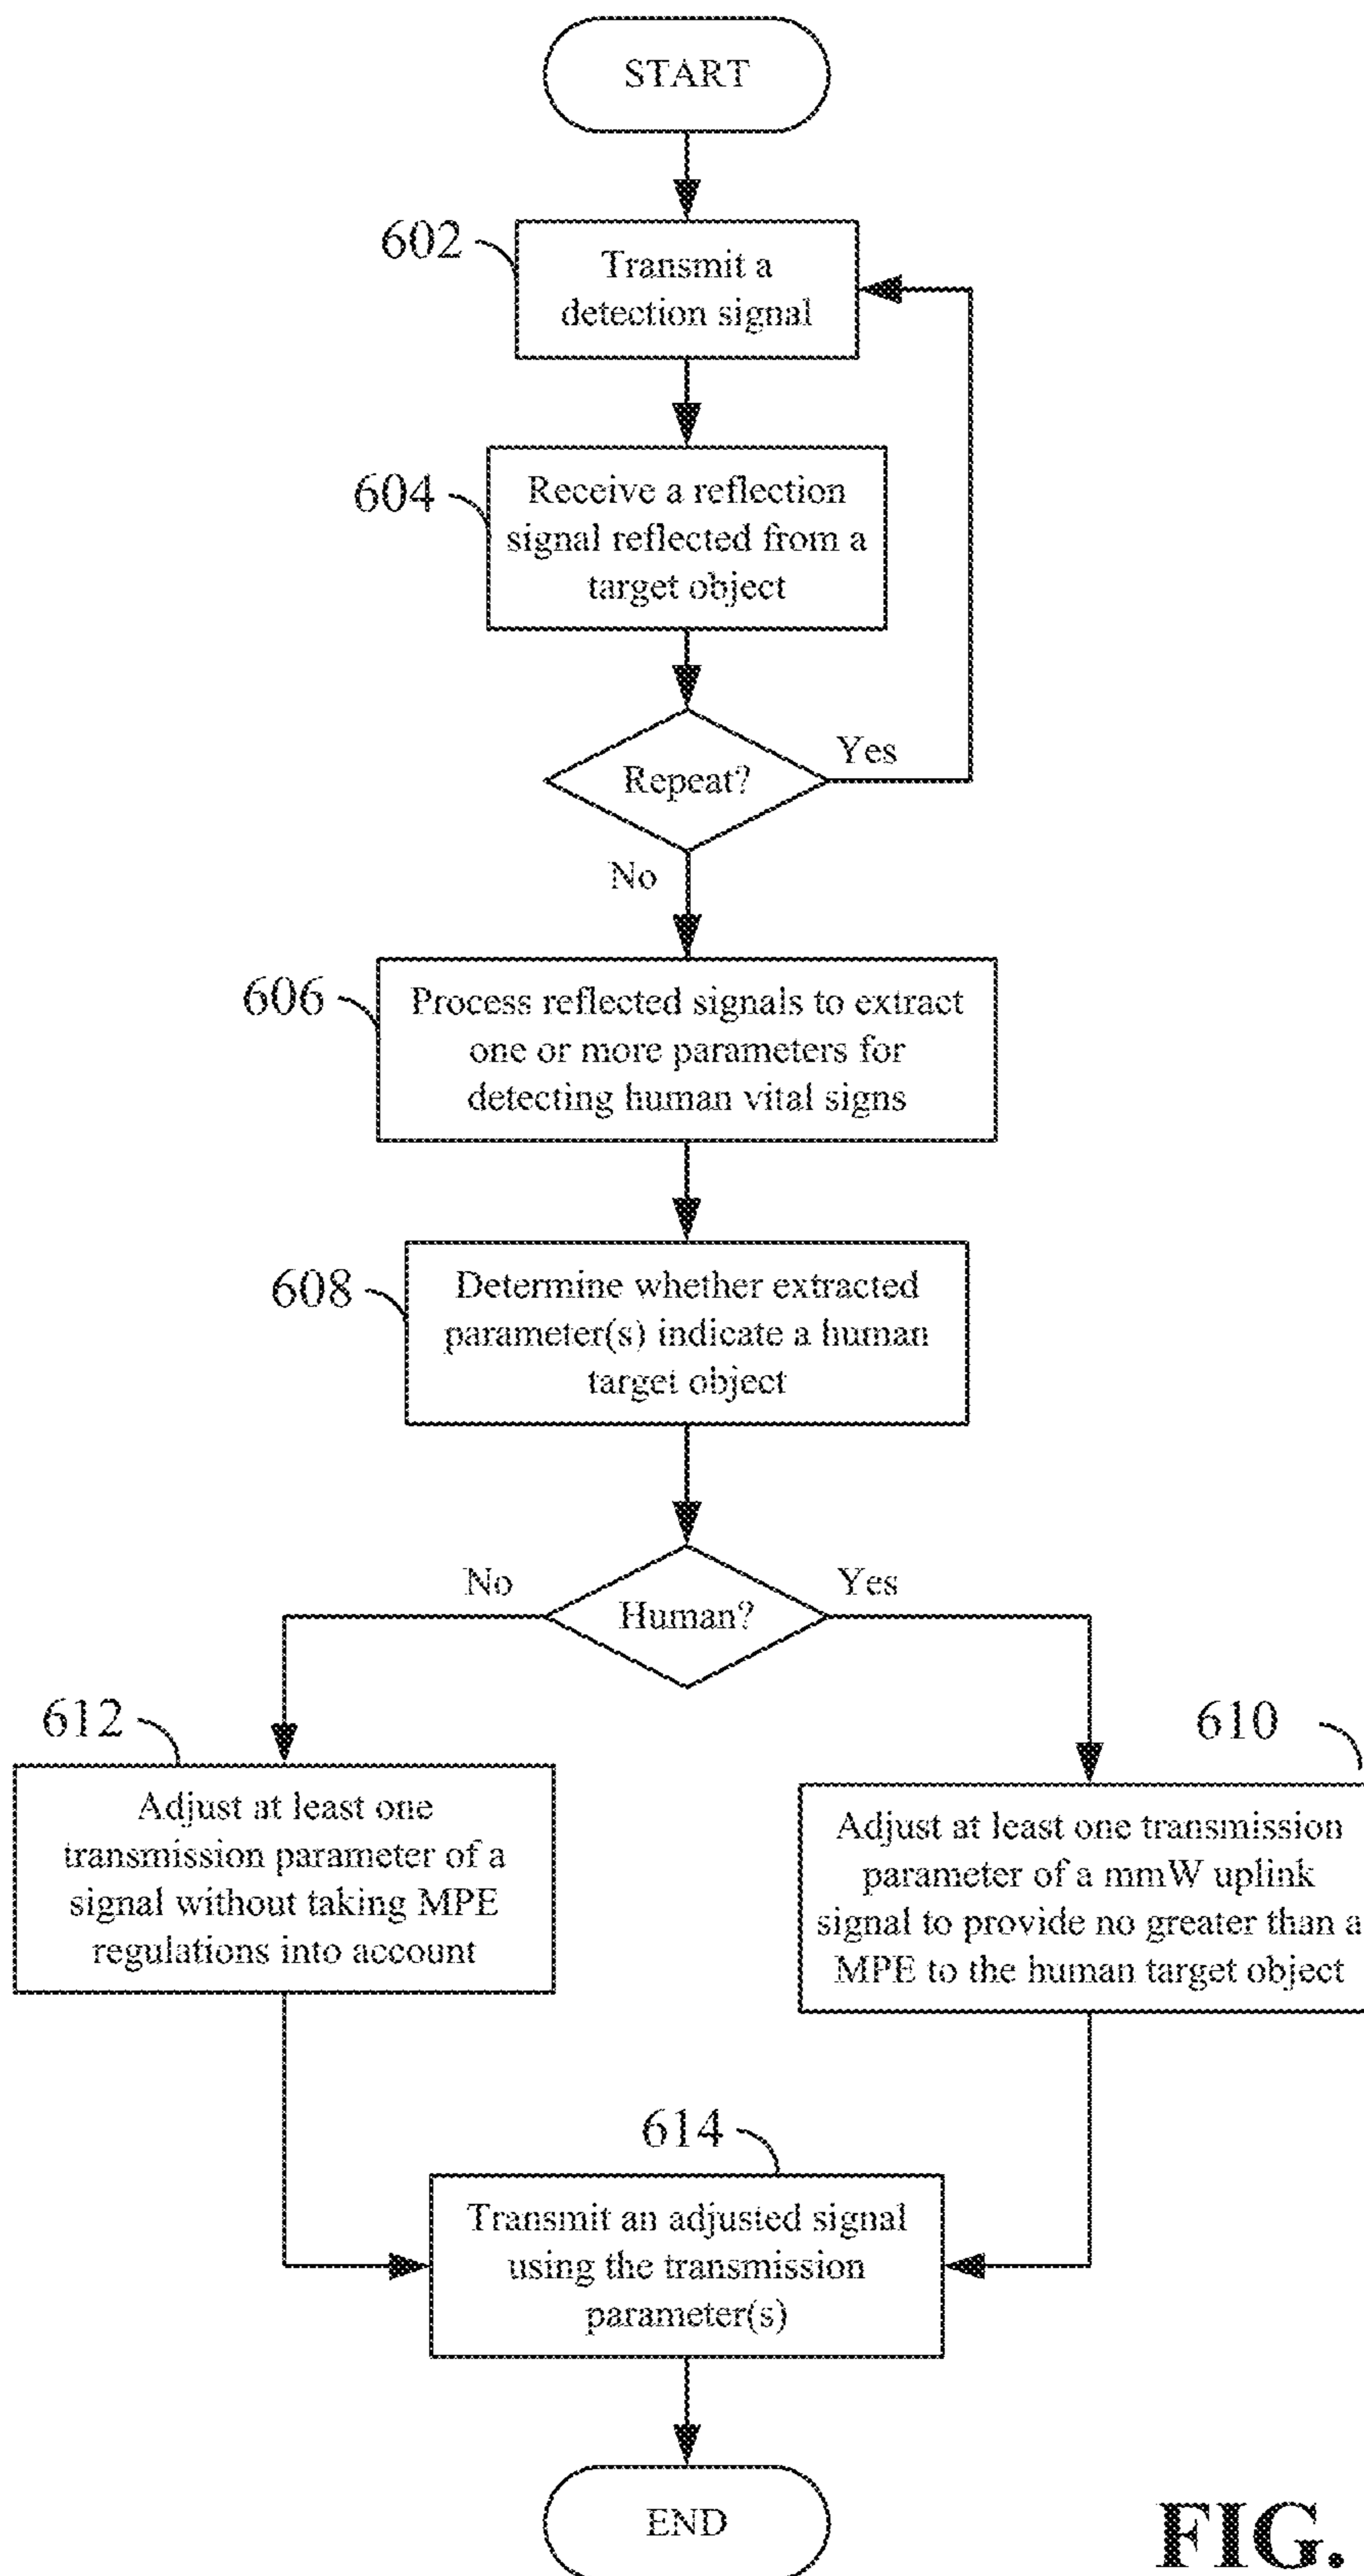 START
602
Transmit a
detection signal
604
Receive a reflection
signal reflected from a
target object
Repeat?
Yes
No
606
Process reflected signals to extract
one or more parameters for
detecting human vital signs
608
Determine whether extracted
parameter(s) indicate a human
target object
No
Human?
Yes
612
Adjust at least one
transmission parameter of a
signal without taking MPE
regulations into account
610
Adjust at least one transmission
parameter of a mmW uplink
signal to provide no greater than a
MPE to the human target object
614
Transmit an adjusted signal
using the transmission
parameter(s)
END
FIG.